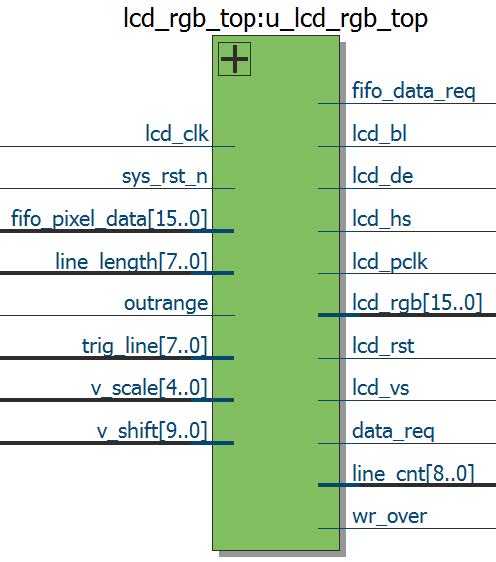 lcd_rgb_top:u_lcd_rgb_top
fifo_data_req
lcd_clk
lcd_bl
sys_rst_n
lcd_de
fifo_pixel_data[15..0]
lcd_hs
line_length[7..0]
lcd_pclk
outrange
lcd_rgb[15..0]
trig_line[7..0]
lcd_rst
v_scale[4..0]
lcd_vs
v_shift[9..0]
data_req
line_cnt[8..0]
wr_over